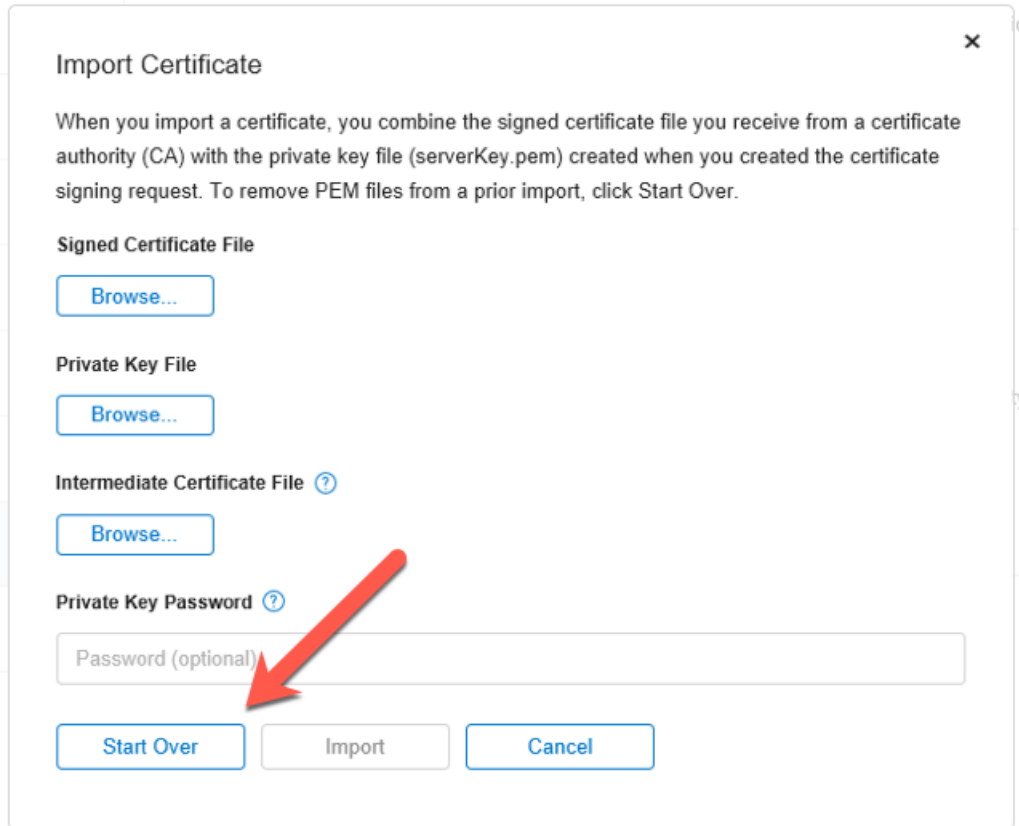 Import Certificate
When you import a certificate, you combine the signed certificate file you receive from a certificate
authority (CA) with the private key file (serverKey.pem) created when you created the certificate
signing request. To remove PEM files from a prior import, click Start Over.
Signed Certificate File
Browse...
Private Key File
Browse...
Intermediate Certificate File ?
Browse...
Private Key Password ?
Password (optional)
Start Over Import Cancel